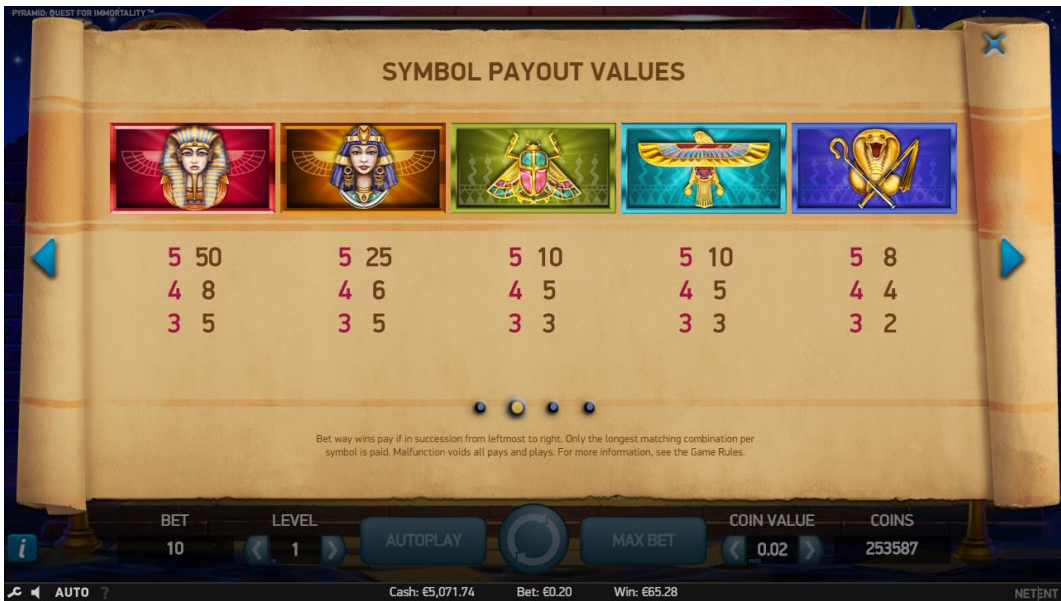 PYRAMID: QUEST FOR IMMORTALITY ™
SYMBOL PAYOUT VALUES
5 50 5 25 5 10 5 10 5 8
4 8 4 6 4 5 4 5 4 4
3 5 3 5 3 3 3 3 3 2
Bet way wins pay if in succession from leftmost to right. Only the longest matching combination per
symbol is paid. Malfunction voids all pays and plays. For more information, see the Game Rules.
BET LEVEL COIN VALUE COINS
10 1 AUTOPLAY MAX BET 0.02 253587
i
AUTO ? Cash: €5,071.74 Bet: €0.20 Win: €65.28 NETENT